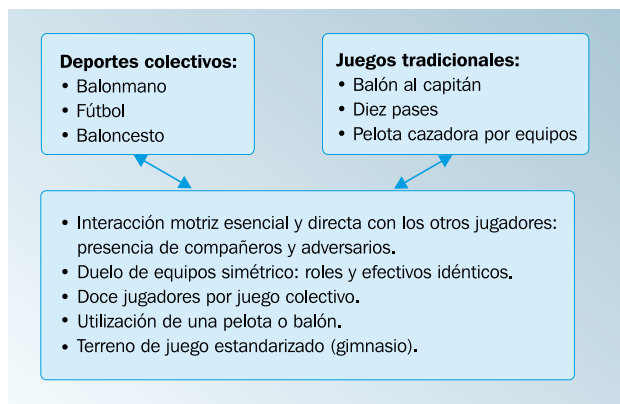 Deportes colectivos:
• Balonmano
• Fútbol
• Baloncesto
Juegos tradicionales:
• Balón al capitán
• Diez pases
• Pelota cazadora por equipos
• Interacción motriz esencial y directa con los otros jugadores:
presencia de compañeros y adversarios.
• Duelo de equipos simétrico: roles y efectivos idénticos.
• Doce jugadores por juego colectivo.
• Utilización de una pelota o balón.
• Terreno de juego estandarizado (gimnasio).